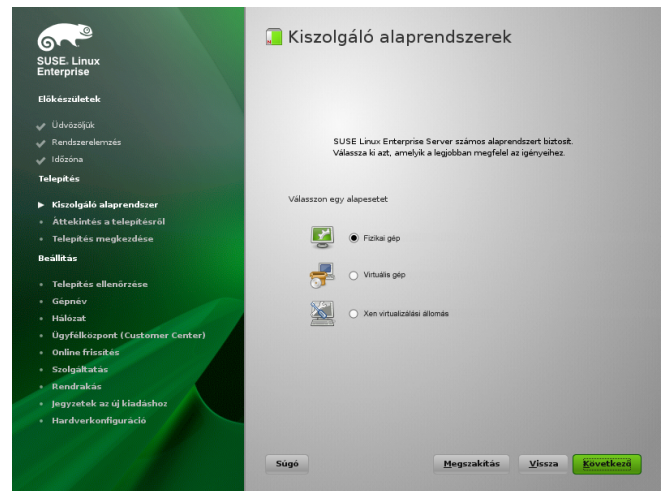 SUSE. Linux
Enterprise
Előkészületek
Üdvözöljük
Rendszerelemzés
Időzóna
Telepítés
Kiszolgáló alaprendszer
Áttekintés a telepítésről
Telepítés megkezdése
Beállítás
Telepítés ellenőrzése
Gépnév
Hálózat
Ügyfélközpont (Customer Center)
Online frissítés
Szolgáltatás
Rendrakás
Jegyzetek az új kiadáshoz
Hardverkonfiguráció
Kiszolgáló alaprendszerek
SUSE Linux Enterprise Server számos alaprendszert biztosít.
Válassza ki azt, amelyik a legjobban megfelel az igényeihez.
Válasszon egy alapesetet
Fizikai gép
Virtuális gép
Xen virtualizálási állomás
Súgó
Megszakítás
Vissza
Következő